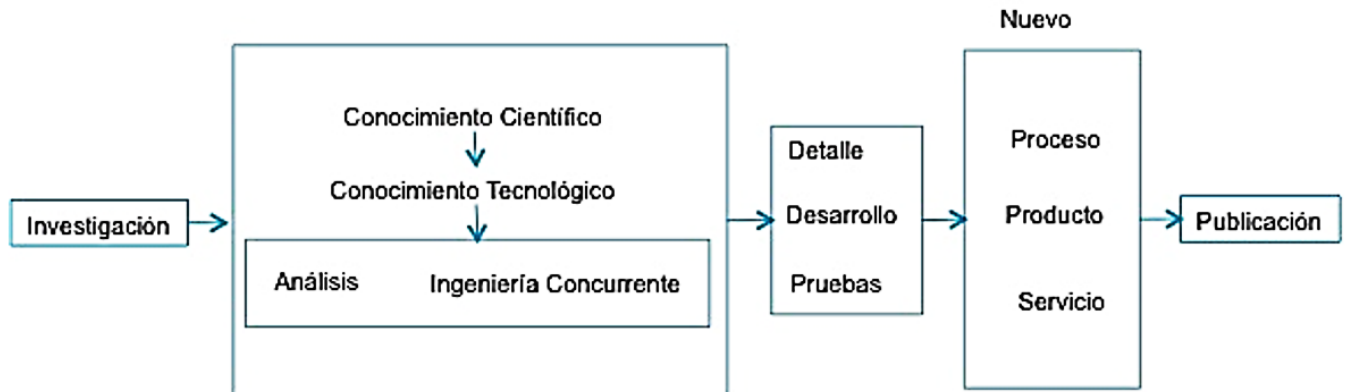 Nuevo
Investigación
Conocimiento Científico
Conocimiento Tecnológico
Análisis Ingeniería Concurrente
Detalle
Desarrollo
Pruebas
Proceso
Producto
Servicio
Publicación